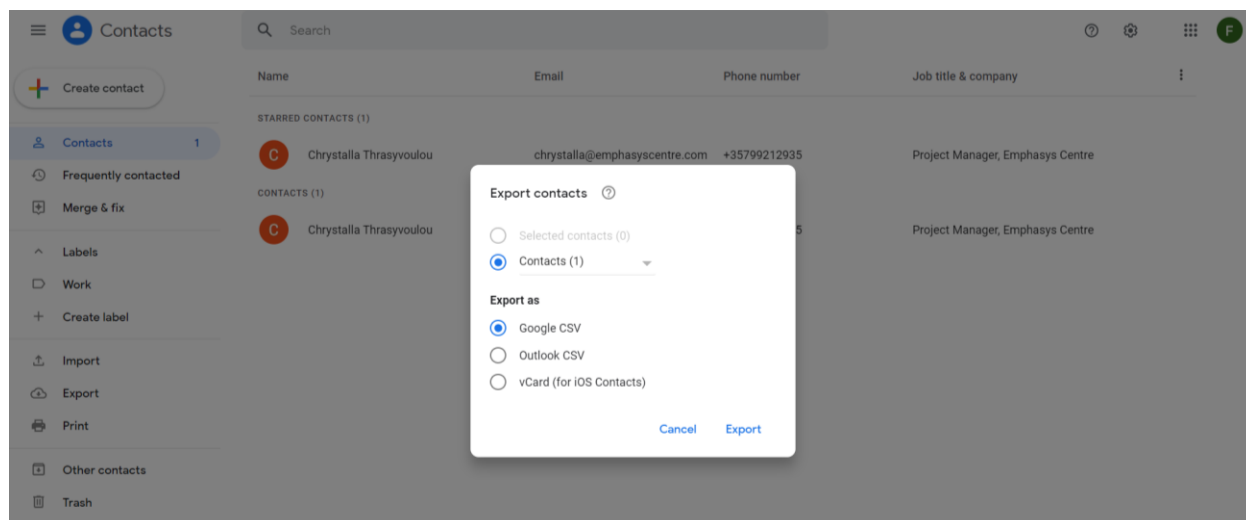 Contacts
Search
F
Create contact
Name Email Phone number Job title & company
STARRED CONTACTS (1)
Contacts 1
C Chrystalla Thrasyvoulou chrystalla@emphasyscentre.com +35799212935 Project Manager, Emphasys Centre
Frequently contacted
CONTACTS (1)
Merge & fix
C Chrystalla Thrasyvoulou 5 Project Manager, Emphasys Centre
Labels
Work
Create label
Import
Export
Print
Other contacts
Trash
Export contacts
Selected contacts (0)
Contacts (1)
Export as
Google CSV
Outlook CSV
vCard (for iOS Contacts)
Cancel Export